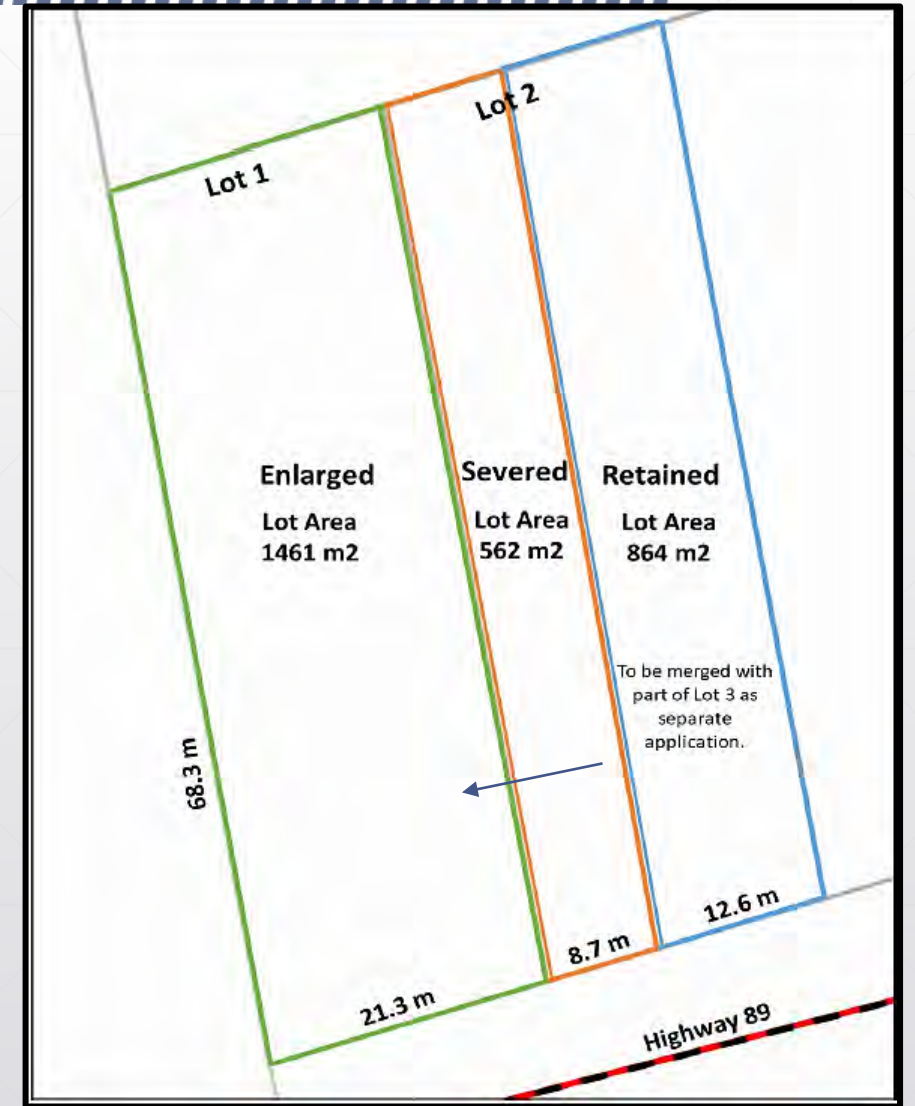 Lot 2
Lot 1
Enlarged
Lot Area
1461 m2
Severed
Lot Area
562 m2
Retained
Lot Area
864 m2
To be merged with
part of Lot 3 as
separate
application.
68.3 m
21.3 m
8.7 m
12.6 m
Highway 89